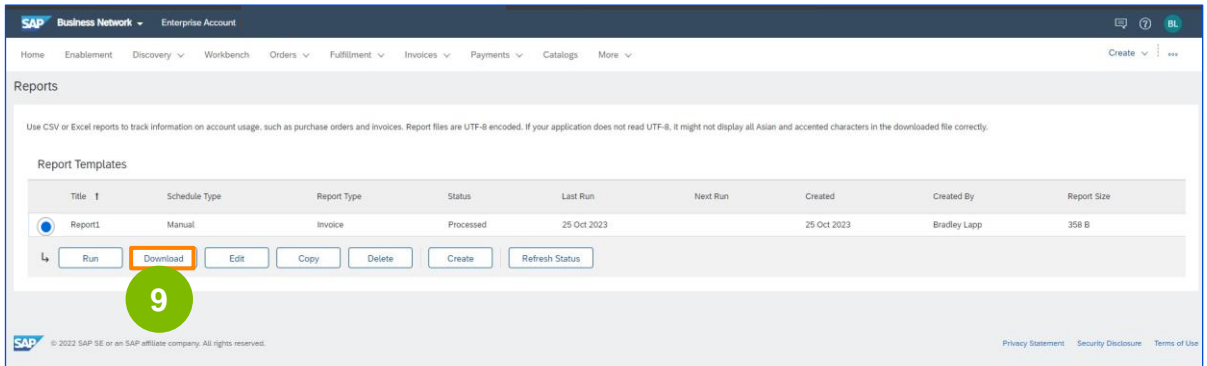 SAP Business Network Enterprise Account BL
Home Enablement Discovery Workbench Orders Fulfillment Invoices Payments Catalogs More Create
Reports
Use CSV or Excel reports to track information on account usage, such as purchase orders and invoices. Report files are UTF-8 encoded. If your application does not read UTF-8, it might not display all Asian and accented characters in the downloaded file correctly.
Report Templates
Title ↑ Schedule Type Report Type Status Last Run Next Run Created Created By Report Size
Report1 Manual Invoice Processed 25 Oct 2023 25 Oct 2023 Bradley Lapp 358 B
Run Download Edit Copy Delete Create Refresh Status
9
SAP © 2022 SAP SE or an SAP affiliate company. All rights reserved. Privacy Statement Security Disclosure Terms of Use